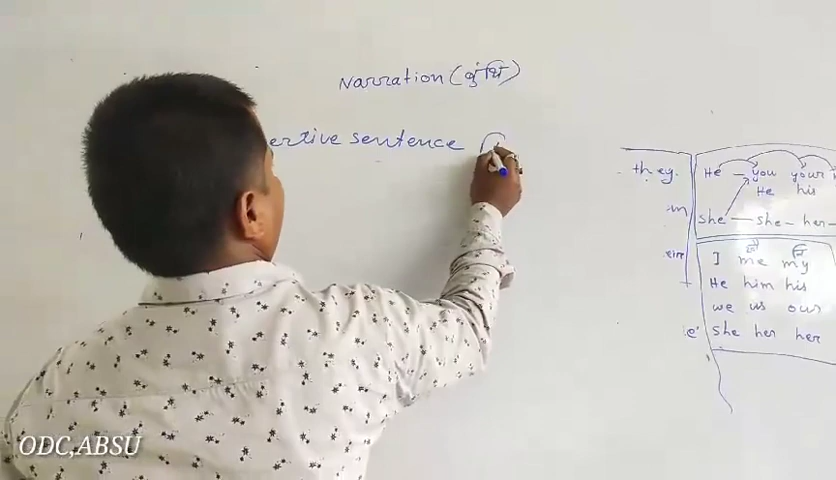 Narration
ertive sentence
they. He – you your
He his
m she – she – her –
eirr I me my
He him his
we us our
e' she her her
ODC,ABSU